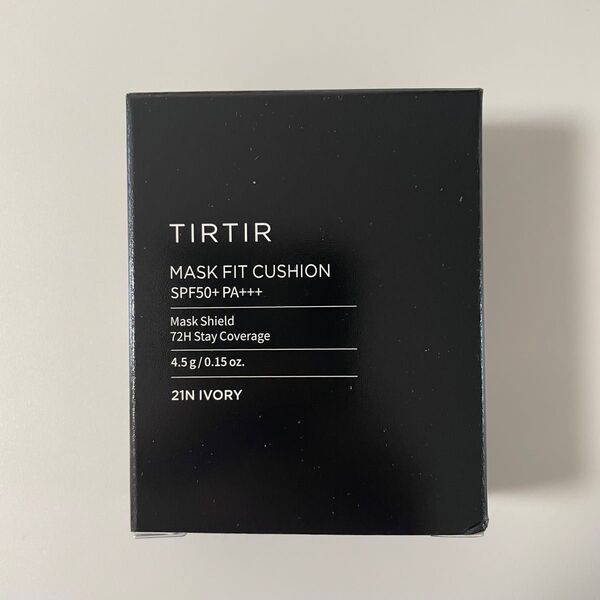 TIRTIR
MASK FIT CUSHION
SPF50+ PA+++
Mask Shield
72H Stay Coverage
4.5 g / 0.15 oz.
21N IVORY